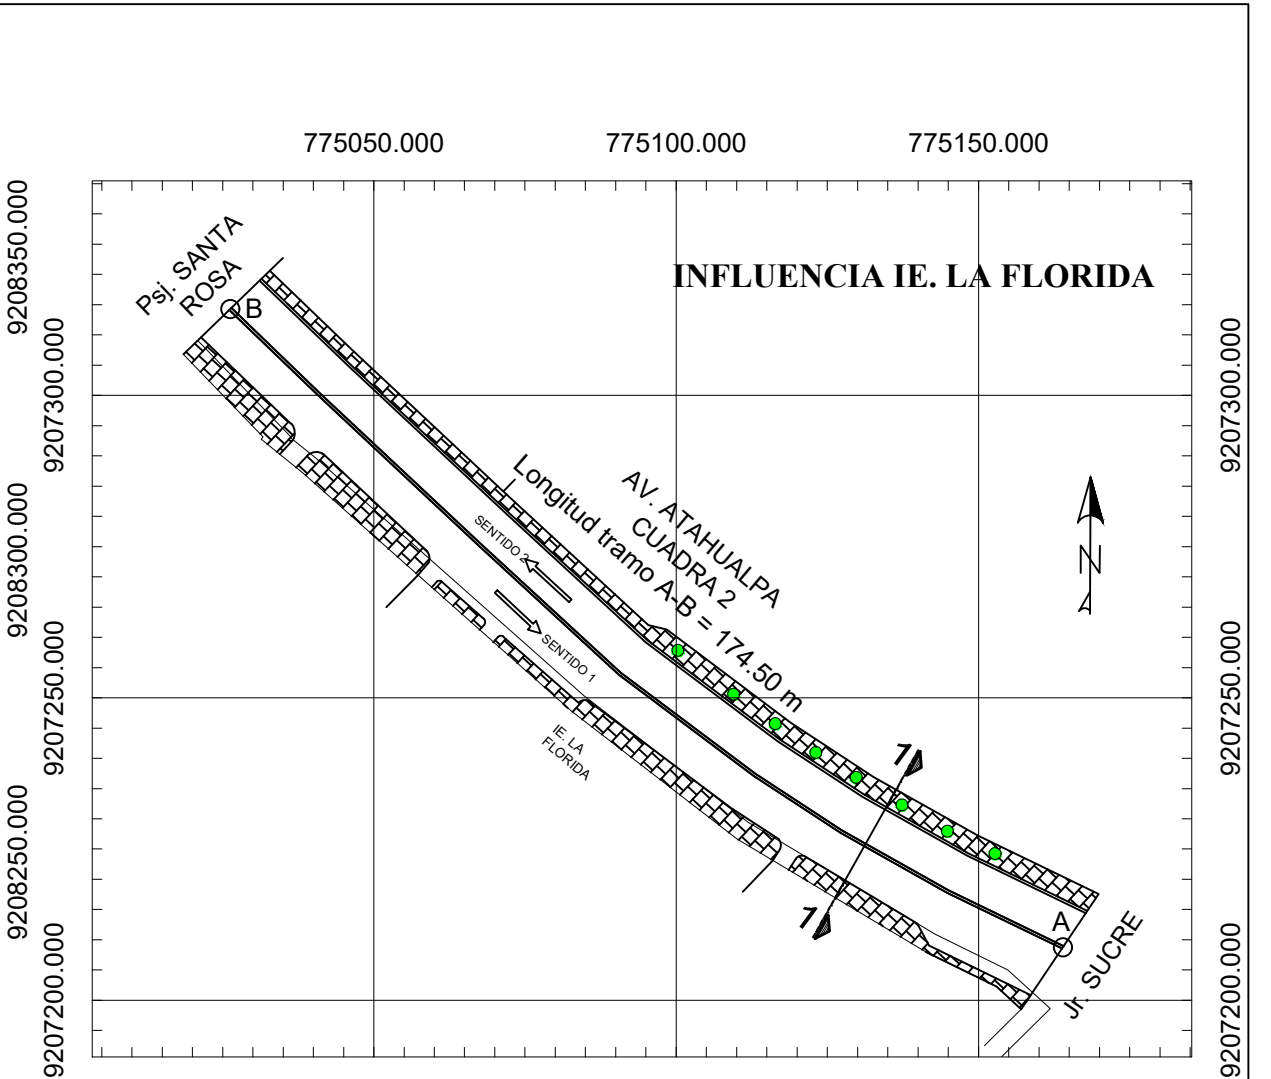 775050.000
775100.000
775150.000
9208350.000
9208300.000
9208250.000
9207300.000
9207250.000
9207200.000
INFLUENCIA IE. LA FLORIDA
Psj. SANTA
ROSA
B
AV. ATAHUALPA
CUADRA 2
Longitud tramo A-B = 174.50 m
SENTIDO 2
SENTIDO 1
IE. LA
FLORIDA
N
1
1
A
Jr. SUCRE
9207300.000
9207250.000
9207200.000